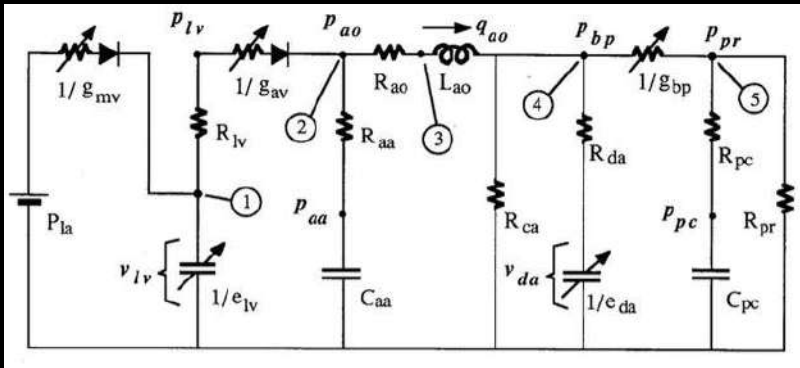 p_lv
p_ao
q_ao
p_bp
p_pr
1/ g_mv
1/ g_av
R_ao
L_ao
1/g_bp
2
3
4
5
R_lv
R_aa
R_da
R_pc
1
P_la
p_aa
R_ca
p_pc
R_pr
v_lv
v_da
1/e_lv
C_aa
1/e_da
C_pc